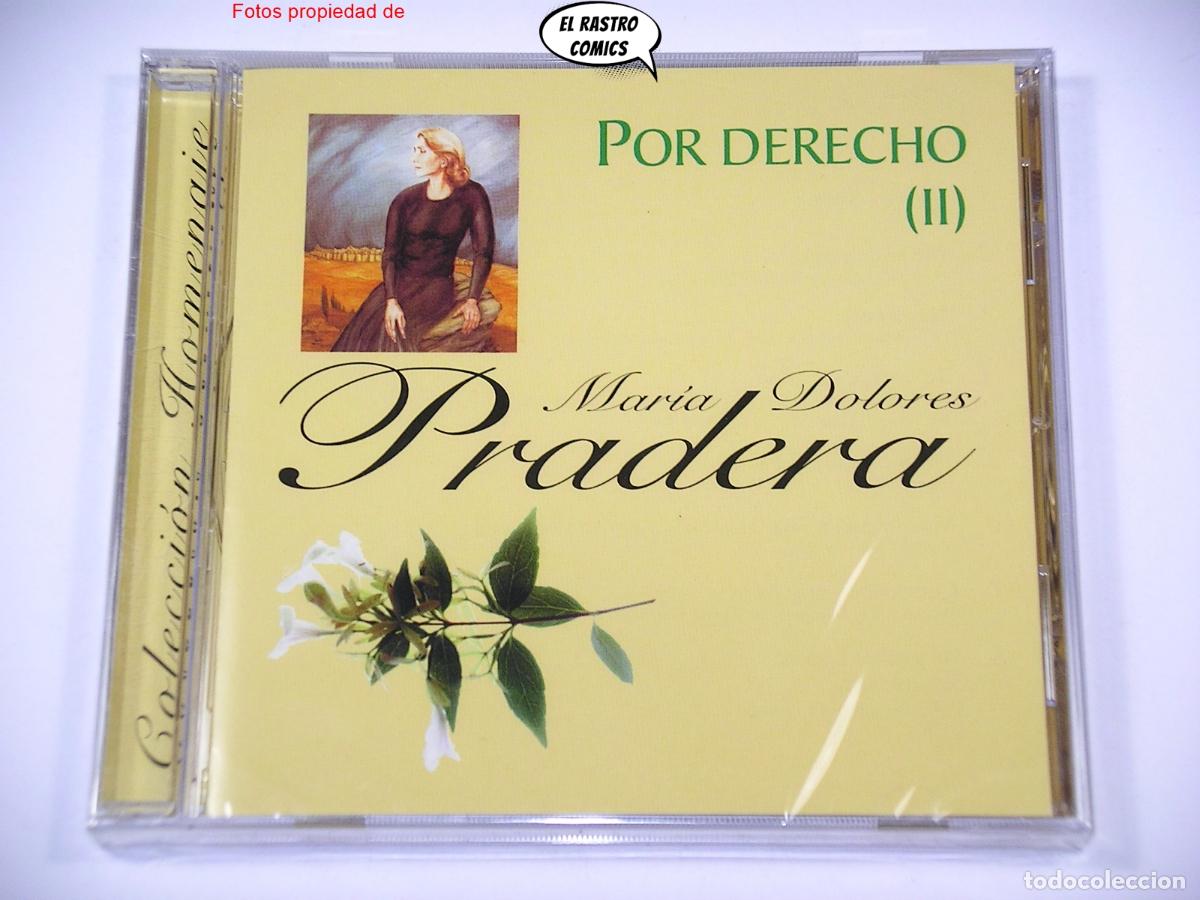 Fotos propiedad de
EL RASTRO
COMICS
POR DERECHO
(II)
María Dolores
Pradera
Colección Homenaje
todocoleccion